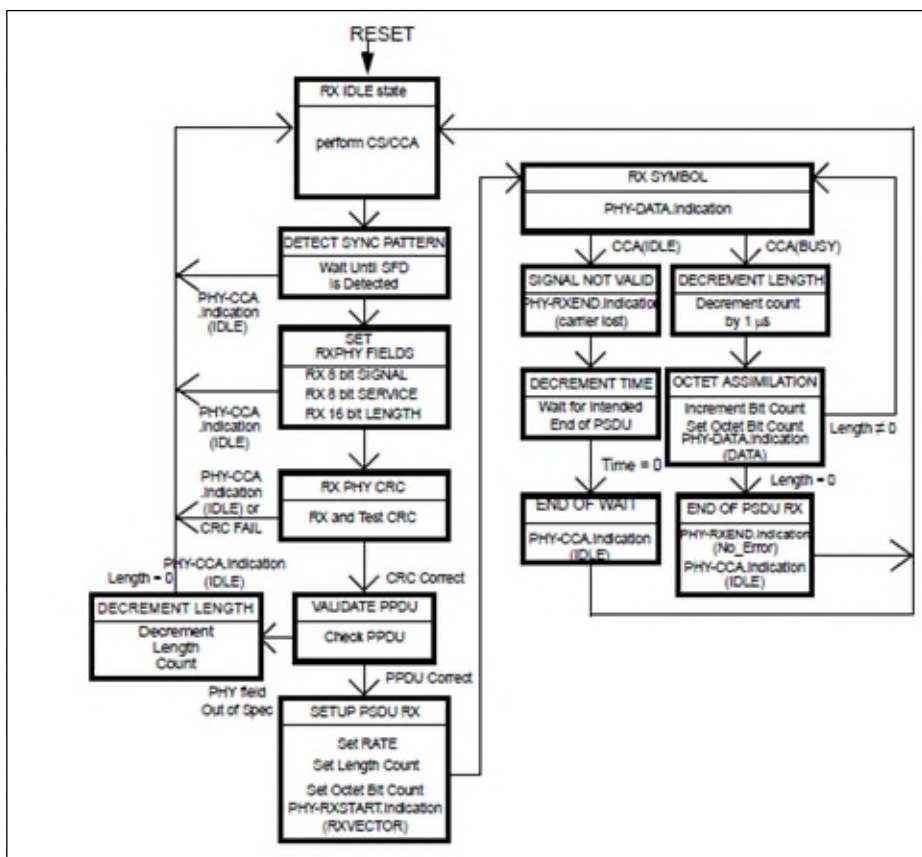 RESET
RX IDLE state
perform CS/CCA
DETECT SYNC PATTERN
Wait Until SFD
is Detected
PHY-CCA
.Indication
(IDLE)
SET
RXPHY FIELDS
RX 8 bit SIGNAL
RX 8 bit SERVICE
RX 16 bit LENGTH
PHY-CCA
.Indication
(IDLE)
RX PHY CRC
RX and Test CRC
PHY-CCA
.Indication
(IDLE) or
CRC FAIL
CRC Correct
PHY-CCA.Indication
(IDLE)
Length = 0
DECREMENT LENGTH
Decrement
Length
Count
VALIDATE PPDU
Check PPDU
PPDU Correct
PHY field
Out of Spec
SETUP PSDU RX
Set RATE
Set Length Count
Set Octet Bit Count
PHY-RXSTART.Indication
(RXVECTOR)
RX SYMBOL
PHY-DATA.Indication
CCA(IDLE)
CCA(BUSY)
SIGNAL NOT VALID
PHY-RXEND.Indication
(carrier lost)
DECREMENT LENGTH
Decrement count
by 1 μs
DECREMENT TIME
Wait for Intended
End of PSDU
OCTET ASSIMILATION
Increment Bit Count
Set Octet Bit Count
PHY-DATA.Indication
(DATA)
Length ≠ 0
Time = 0
Length = 0
END OF WAIT
PHY-CCA.Indication
(IDLE)
END OF PSDU RX
PHY-RXEND.Indication
(No_Error)
PHY-CCA.Indication
(IDLE)